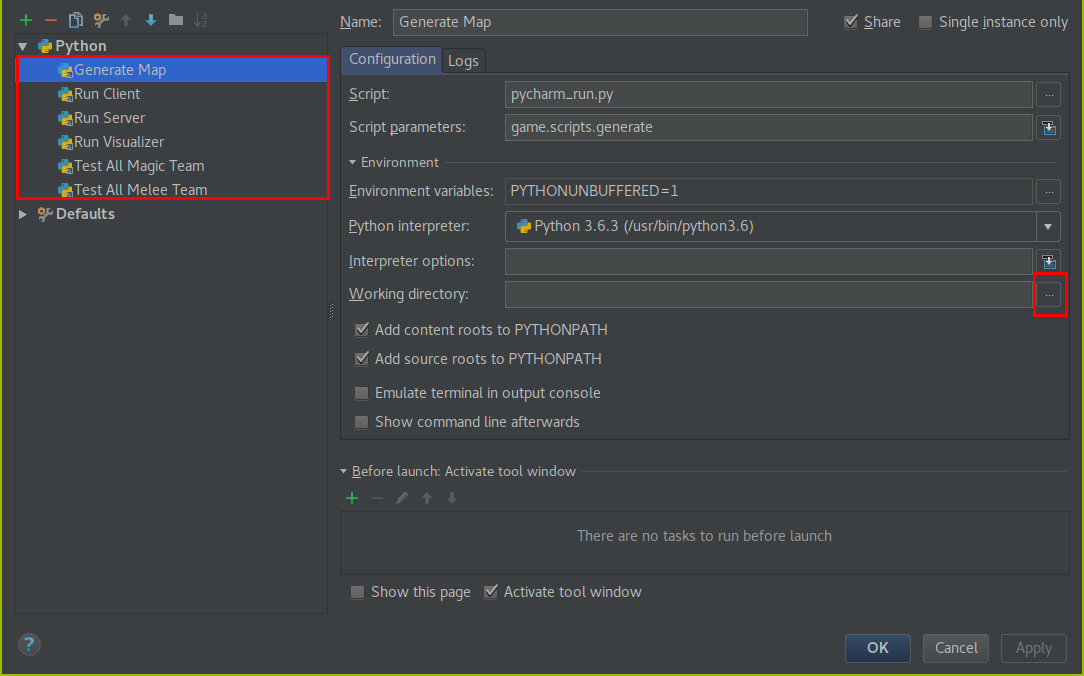 Name: Generate Map Share Single instance only
Python
Generate Map
Run Client
Run Server
Run Visualizer
Test All Magic Team
Test All Melee Team
Defaults
Configuration Logs
Script: pycharm_run.py ...
Script parameters: game.scripts.generate
Environment
Environment variables: PYTHONUNBUFFERED=1 ...
Python interpreter: Python 3.6.3 (/usr/bin/python3.6)
Interpreter options:
Working directory: ...
Add content roots to PYTHONPATH
Add source roots to PYTHONPATH
Emulate terminal in output console
Show command line afterwards
Before launch: Activate tool window
There are no tasks to run before launch
Show this page Activate tool window
? OK Cancel Apply